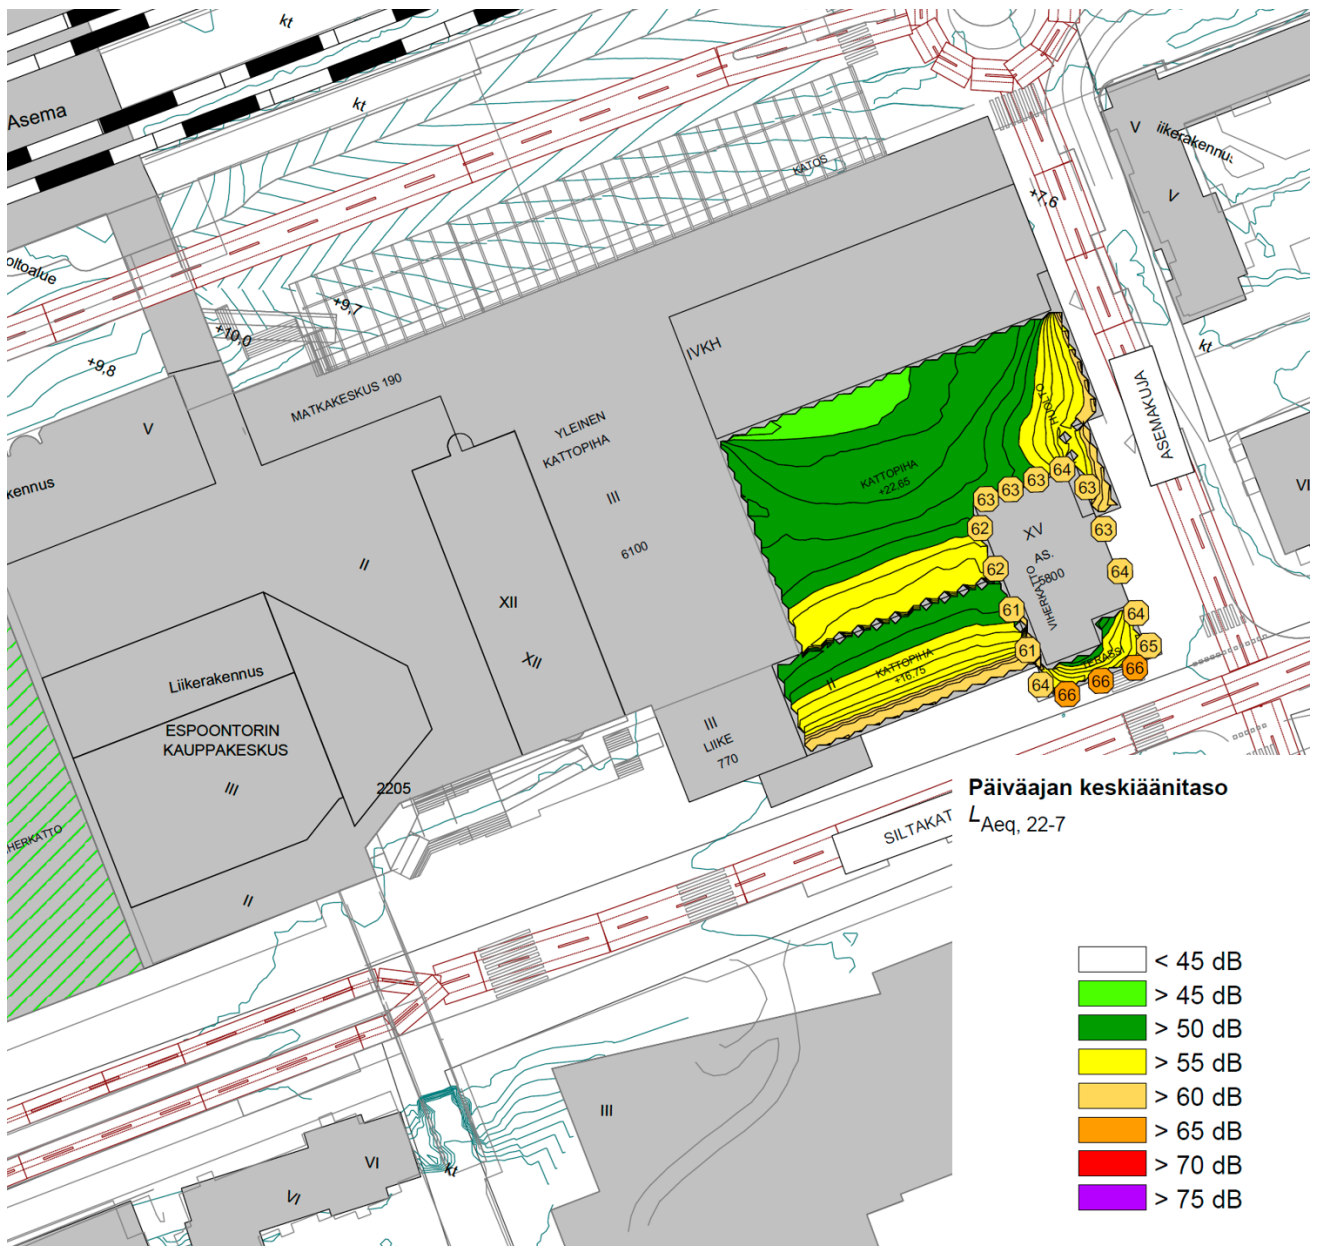 kt
Asema
kt
KATOS
V
liikerakennus
V
+7,6
oltoalue
+9,7
+10,0
+9,8
kt
IVKH
MATKAKESKUS 190
ASEMAKUJA
V
YLEINEN
KATTOPIHA
HUOLTO
kennus
KATTOPIHA
+22.65
VI
III
63
63
63
64
63
62
XV
63
6100
AS.
5800
VIHERKATTO
62
64
II
XII
61
64
XII
61
65
TERASSI
KATTOPIHA
+16.75
II
64
66
66
66
Liikerakennus
III
LIIKE
770
ESPOONTORIN
KAUPPAKESKUS
III
2205
Päiväajan keskiäänitaso
LAeq, 22-7
HERKATTO
SILTAKAT
II
< 45 dB
> 45 dB
> 50 dB
> 55 dB
> 60 dB
> 65 dB
> 70 dB
> 75 dB
III
VI
kt
VI